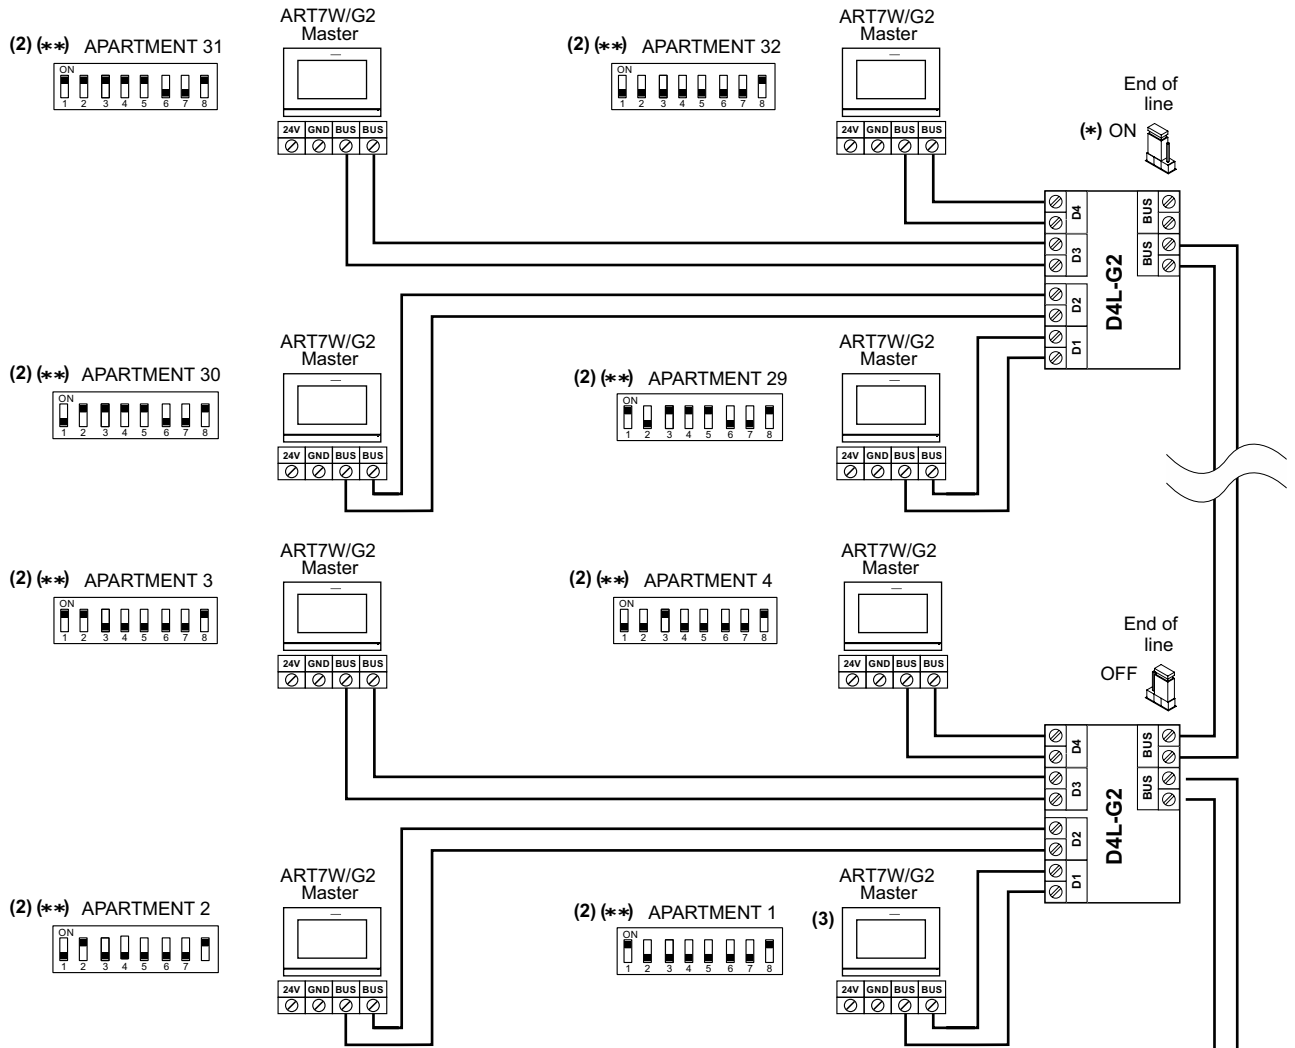 ART7W/G2
Master
(2) (**) APARTMENT 31
ON
1 2 3 4 5 6 7 8
24V GND BUS BUS
ART7W/G2
Master
(2) (**) APARTMENT 32
ON
1 2 3 4 5 6 7 8
24V GND BUS BUS
End of
line
(*) ON
D4
D3
D2
D1
D4L-G2
BUS
BUS
ART7W/G2
Master
(2) (**) APARTMENT 30
ON
1 2 3 4 5 6 7 8
24V GND BUS BUS
ART7W/G2
Master
(2) (**) APARTMENT 29
ON
1 2 3 4 5 6 7 8
24V GND BUS BUS
ART7W/G2
Master
(2) (**) APARTMENT 3
ON
1 2 3 4 5 6 7 8
24V GND BUS BUS
ART7W/G2
Master
(2) (**) APARTMENT 4
ON
1 2 3 4 5 6 7 8
24V GND BUS BUS
End of
line
OFF
D4
D3
D2
D1
D4L-G2
BUS
BUS
ART7W/G2
Master
(2) (**) APARTMENT 2
ON
1 2 3 4 5 6 7 8
24V GND BUS BUS
ART7W/G2
Master
(2) (**) APARTMENT 1
(3)
ON
1 2 3 4 5 6 7 8
24V GND BUS BUS